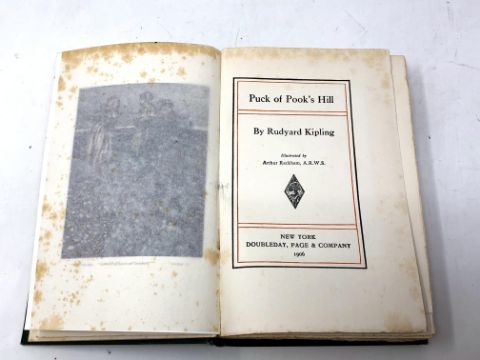 Puck of Pook's Hill
By Rudyard Kipling
Illustrated by
Arthur Rackham, A.R.W.S.
NEW YORK
DOUBLEDAY, PAGE & COMPANY
1906